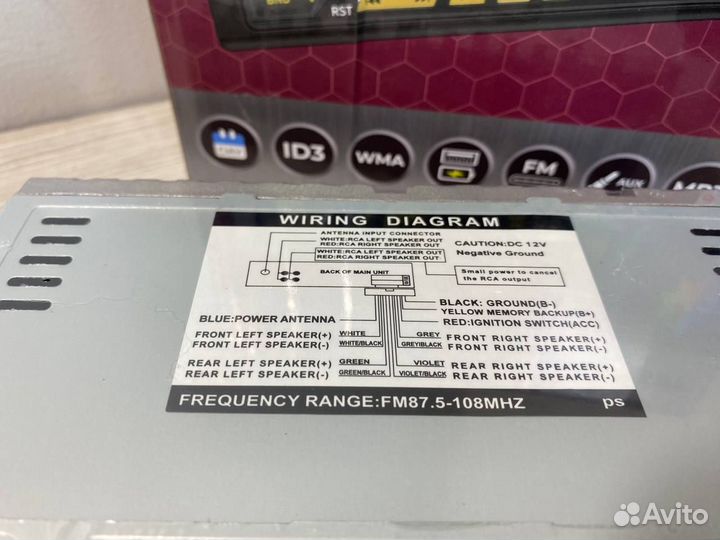 RST
ID3
WMA
FM
AUX
WIRING DIAGRAM
ANTENNA INPUT CONNECTOR
WHITE:RCA LEFT SPEAKER OUT
RED:RCA RIGHT SPEAKER OUT
WHITE:RCA LEFT SPEAKER OUT
RED:RCA RIGHT SPEAKER OUT
CAUTION:DC 12V
Negative Ground
Small power to cancel
the RCA output
BACK OF MAIN UNIT
BLACK: GROUND(B-)
YELLOW MEMORY BACKUP(B+)
RED:IGNITION SWITCH(ACC)
BLUE:POWER ANTENNA
FRONT LEFT SPEAKER(+) WHITE GREY FRONT RIGHT SPEAKER(+)
FRONT LEFT SPEAKER(-) WHITE/BLACK GREY/BLACK FRONT RIGHT SPEAKER(-)
REAR LEFT SPEAKER(+) GREEN VIOLET REAR RIGHT SPEAKER(+)
REAR LEFT SPEAKER(-) GREEN/BLACK VIOLET/BLACK REAR RIGHT SPEAKER(-)
FREQUENCY RANGE:FM87.5-108MHZ ps
Avito